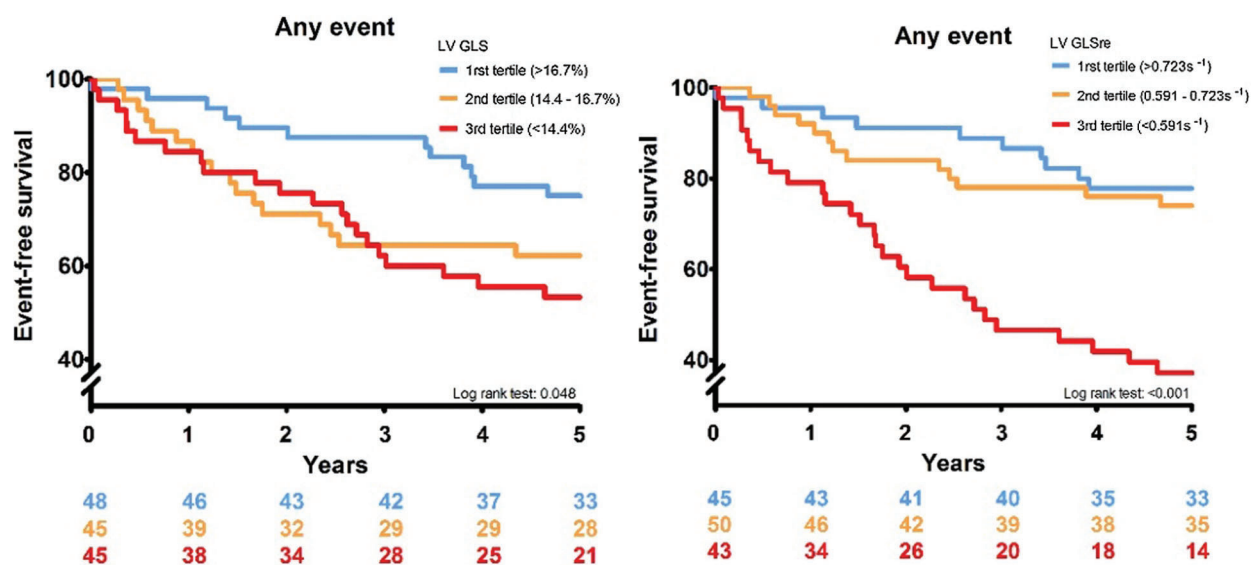 Any event
LV GLS
1rst tertile (>16.7%)
2nd tertile (14.4 - 16.7%)
3rd tertile (<14.4%)
Event-free survival
100
80
60
40
Log rank test: 0.048
0 1 2 3 4 5
Years
48 46 43 42 37 33
45 39 32 29 29 28
45 38 34 28 25 21
Any event
LV GLSre
1rst tertile (>0.723s⁻¹)
2nd tertile (0.591 - 0.723s⁻¹)
3rd tertile (<0.591s⁻¹)
Event-free survival
100
80
60
40
Log rank test: <0.001
0 1 2 3 4 5
Years
45 43 41 40 35 33
50 46 42 39 38 35
43 34 26 20 18 14